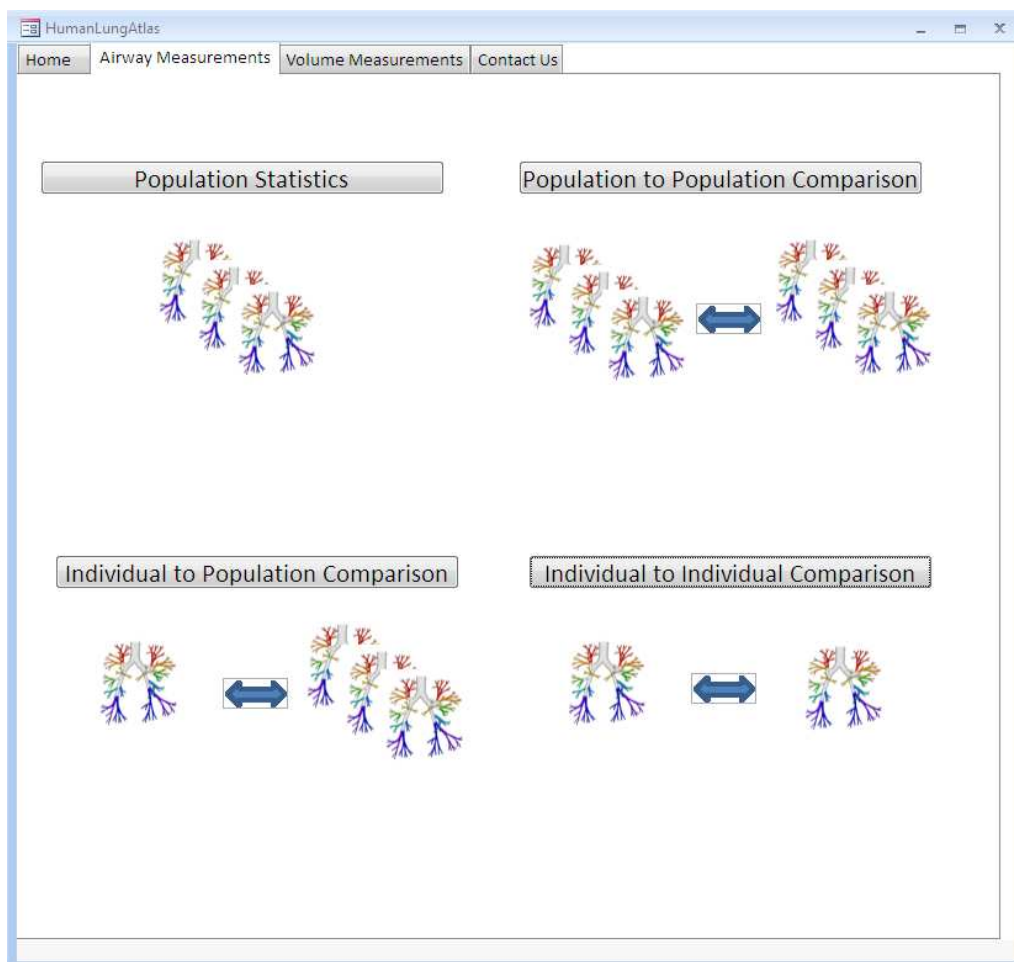 HumanLungAtlas
Home Airway Measurements Volume Measurements Contact Us
Population Statistics
Population to Population Comparison
Individual to Population Comparison
Individual to Individual Comparison